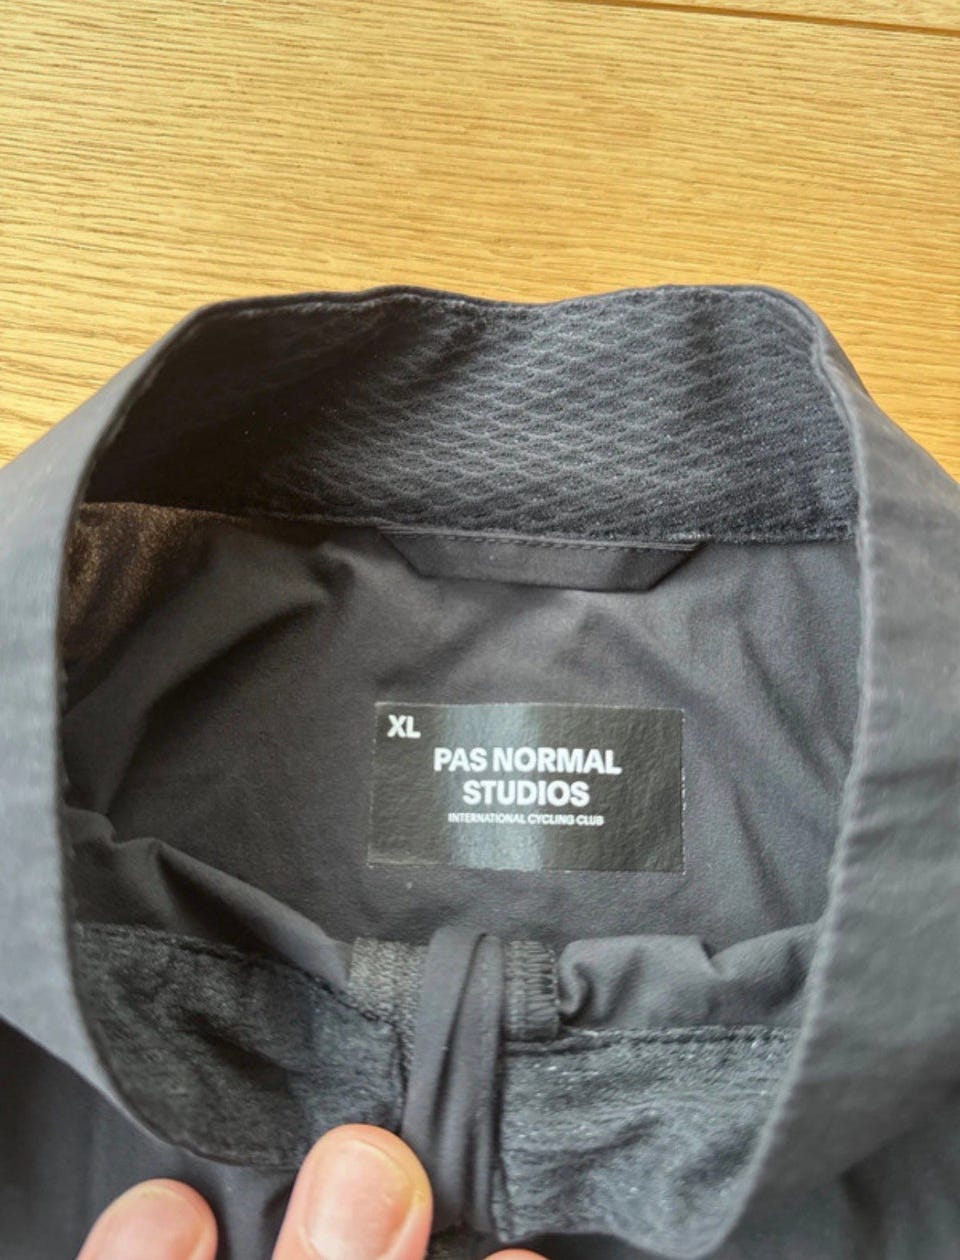 XL
PAS NORMAL
STUDIOS
INTERNATIONAL CYCLING CLUB